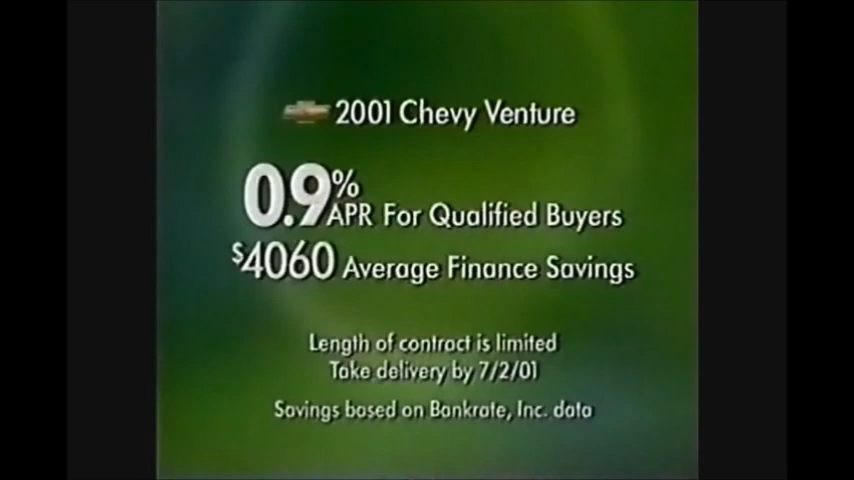 2001 Chevy Venture
0.9% APR For Qualified Buyers
$4060 Average Finance Savings
Length of contract is limited
Take delivery by 7/2/01
Savings based on Bankrate, Inc. data